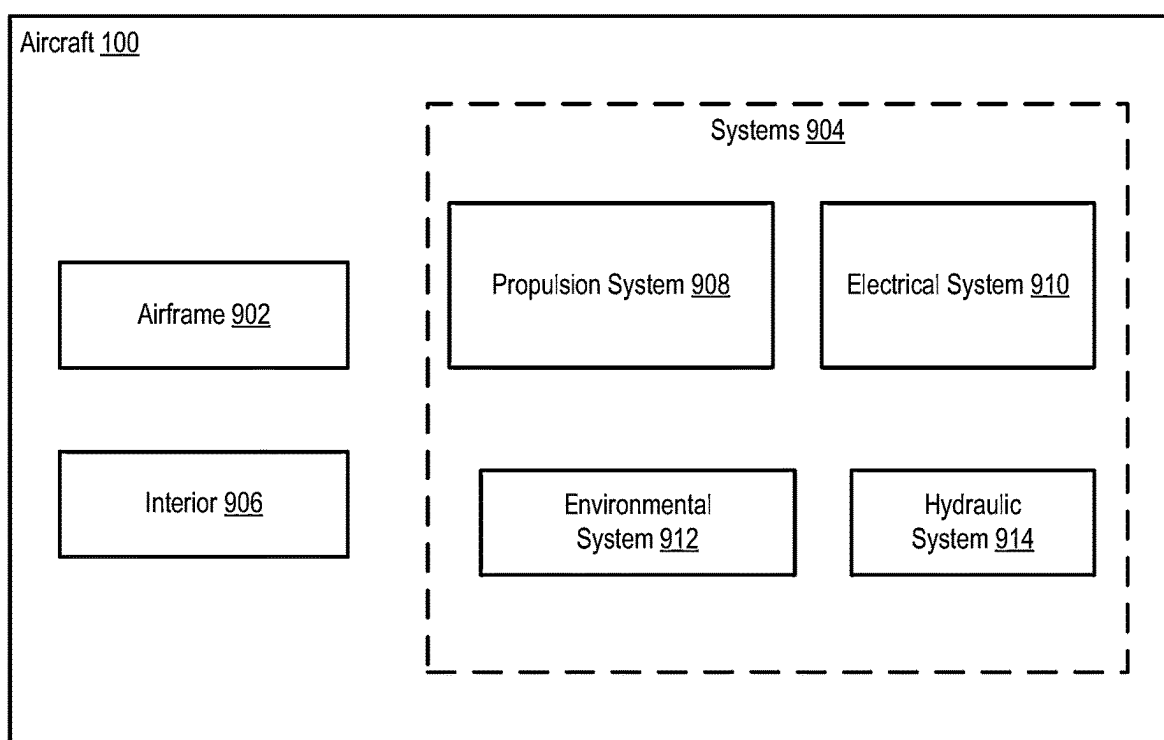 Aircraft 100
Systems 904
Propulsion System 908
Electrical System 910
Airframe 902
Interior 906
Environmental
System 912
Hydraulic
System 914